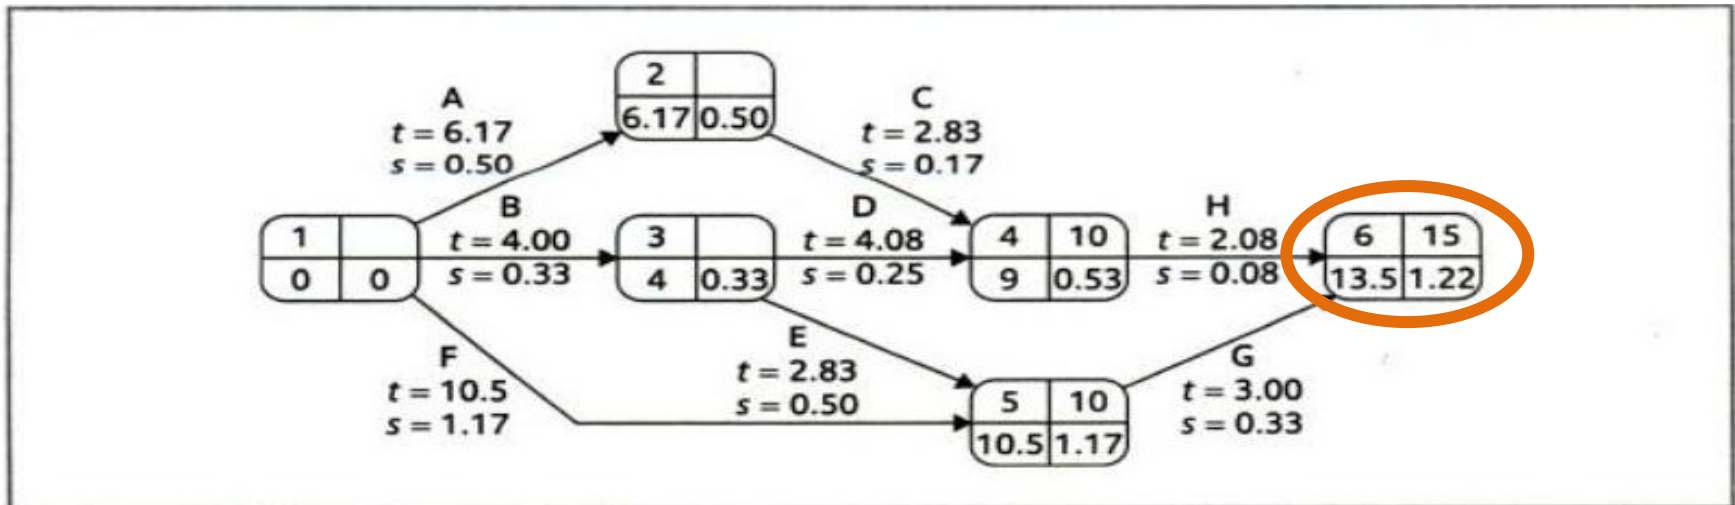 2
6.17 0.50
A
t = 6.17
s = 0.50
C
t = 2.83
s = 0.17
1
0 0
B
t = 4.00
s = 0.33
3
4 0.33
D
t = 4.08
s = 0.25
4 10
9 0.53
H
t = 2.08
s = 0.08
6 15
13.5 1.22
F
t = 10.5
s = 1.17
E
t = 2.83
s = 0.50
5 10
10.5 1.17
G
t = 3.00
s = 0.33